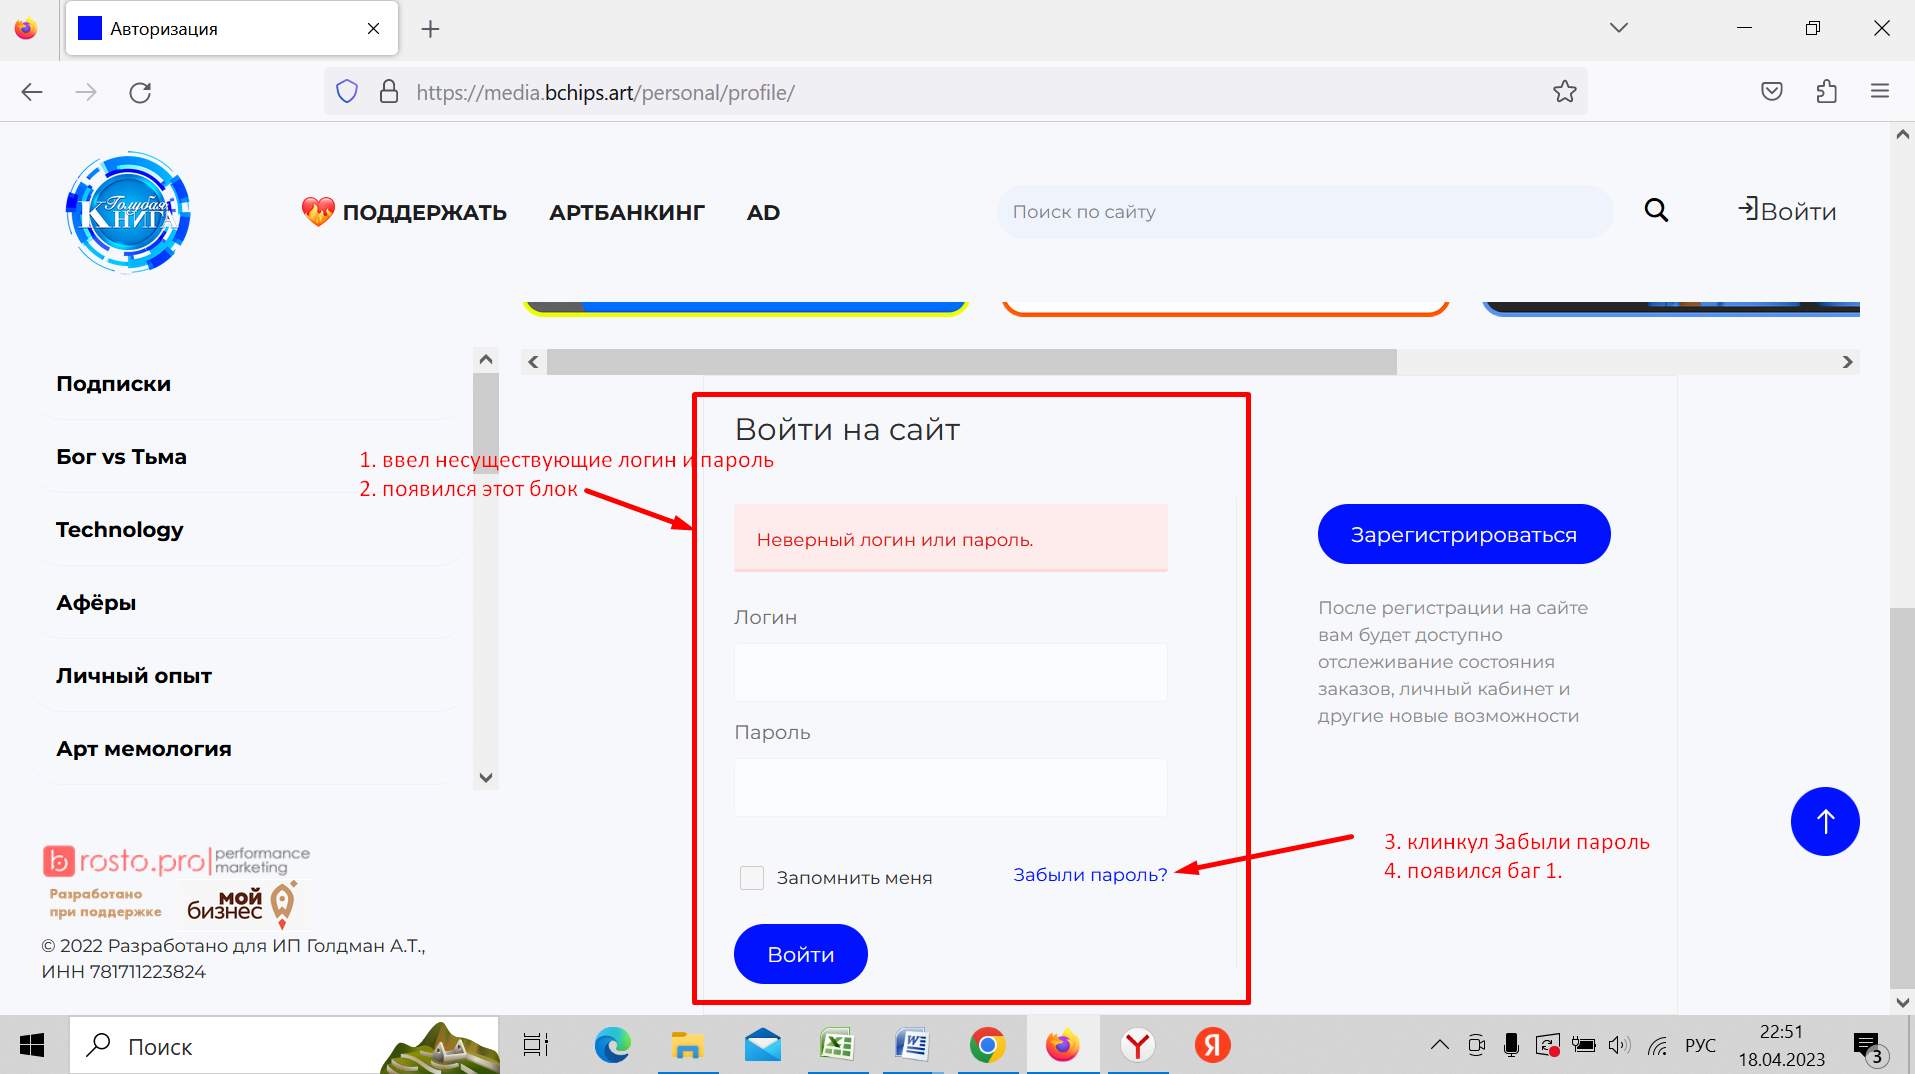 Авторизация
https://media.bchips.art/personal/profile/
Голубая
КНИГА
ПОДДЕРЖАТЬ
АРТБАНКИНГ
AD
Поиск по сайту
Войти
Подписки
Бог vs Тьма
Technology
Афёры
Личный опыт
Арт мемология
1. ввел несуществующие логин и пароль
2. появился этот блок
Войти на сайт
Неверный логин или пароль.
Логин
Пароль
Запомнить меня
Забыли пароль?
Войти
3. клинкул Забыли пароль
4. появился баг 1.
Зарегистрироваться
После регистрации на сайте
вам будет доступно
отслеживание состояния
заказов, личный кабинет и
другие новые возможности
b rosto.pro
performance
marketing
Разработано
при поддержке
мой
бизнес
© 2022 Разработано для ИП Голдман А.Т.,
ИНН 781711223824
Поиск
РУС
22:51
18.04.2023
3